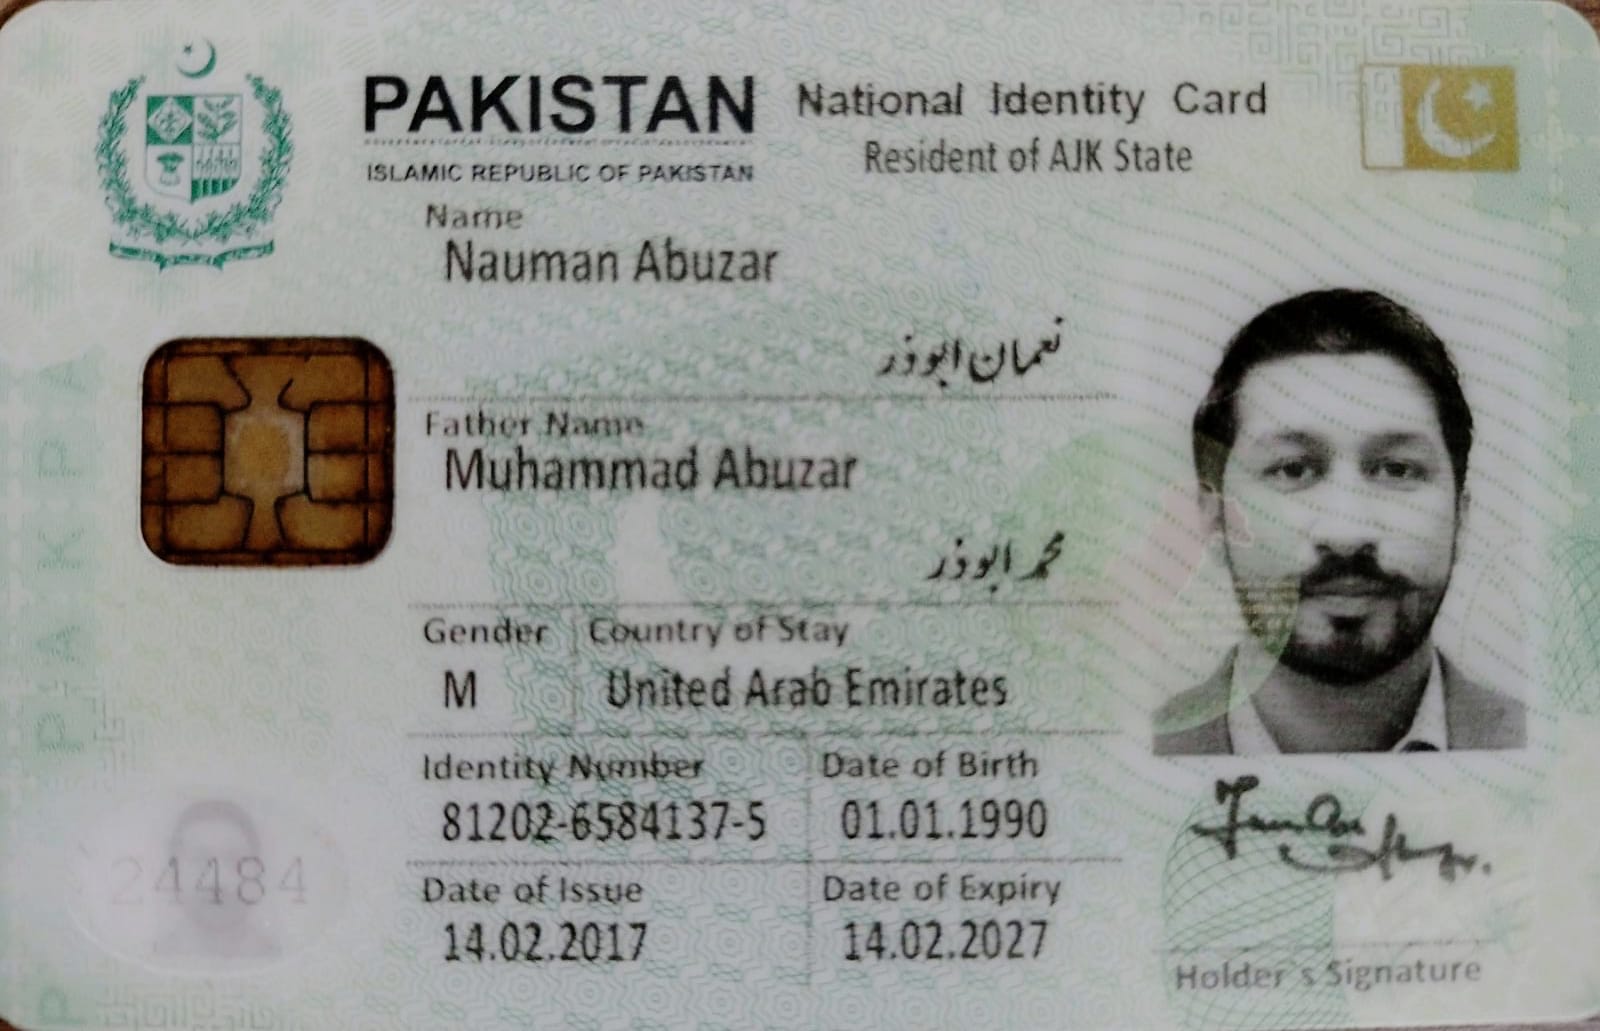 PAKISTAN National Identity Card
ISLAMIC REPUBLIC OF PAKISTAN Resident of AJK State
Name
Nauman Abuzar
نعمان ابوذر
Father Name
Muhammad Abuzar
محمد ابوذر
Gender Country of Stay
M United Arab Emirates
Identity Number Date of Birth
81202-6584137-5 01.01.1990
Date of Issue Date of Expiry
14.02.2017 14.02.2027
24484
Holder's Signature
PAK PA